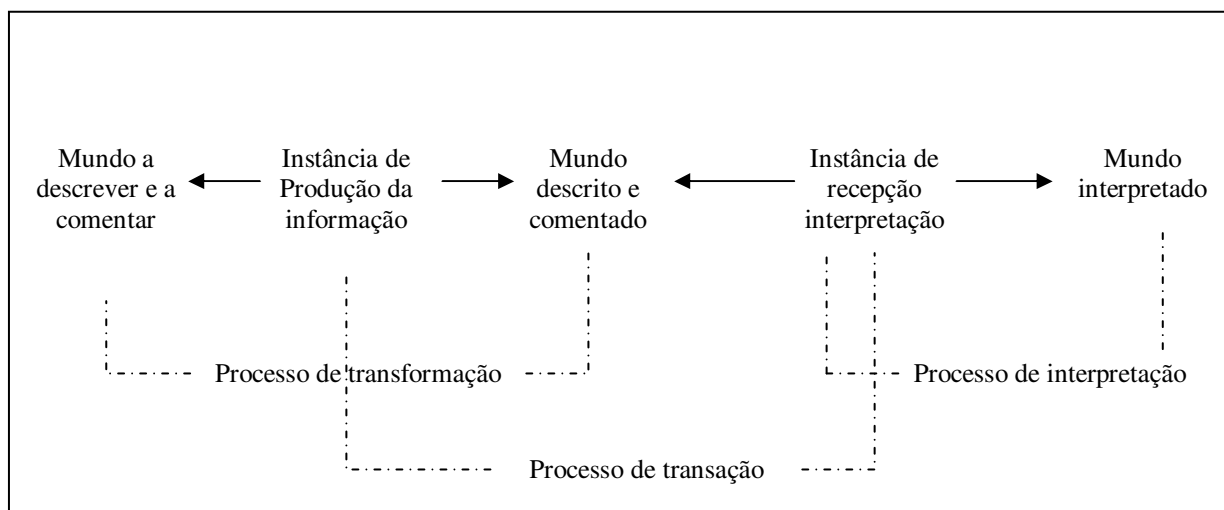 Mundo a
descrever e a
comentar
Instância de
Produção da
informação
Mundo
descrito e
comentado
Instância de
recepção
interpretação
Mundo
interpretado
Processo de transformação
Processo de interpretação
Processo de transação